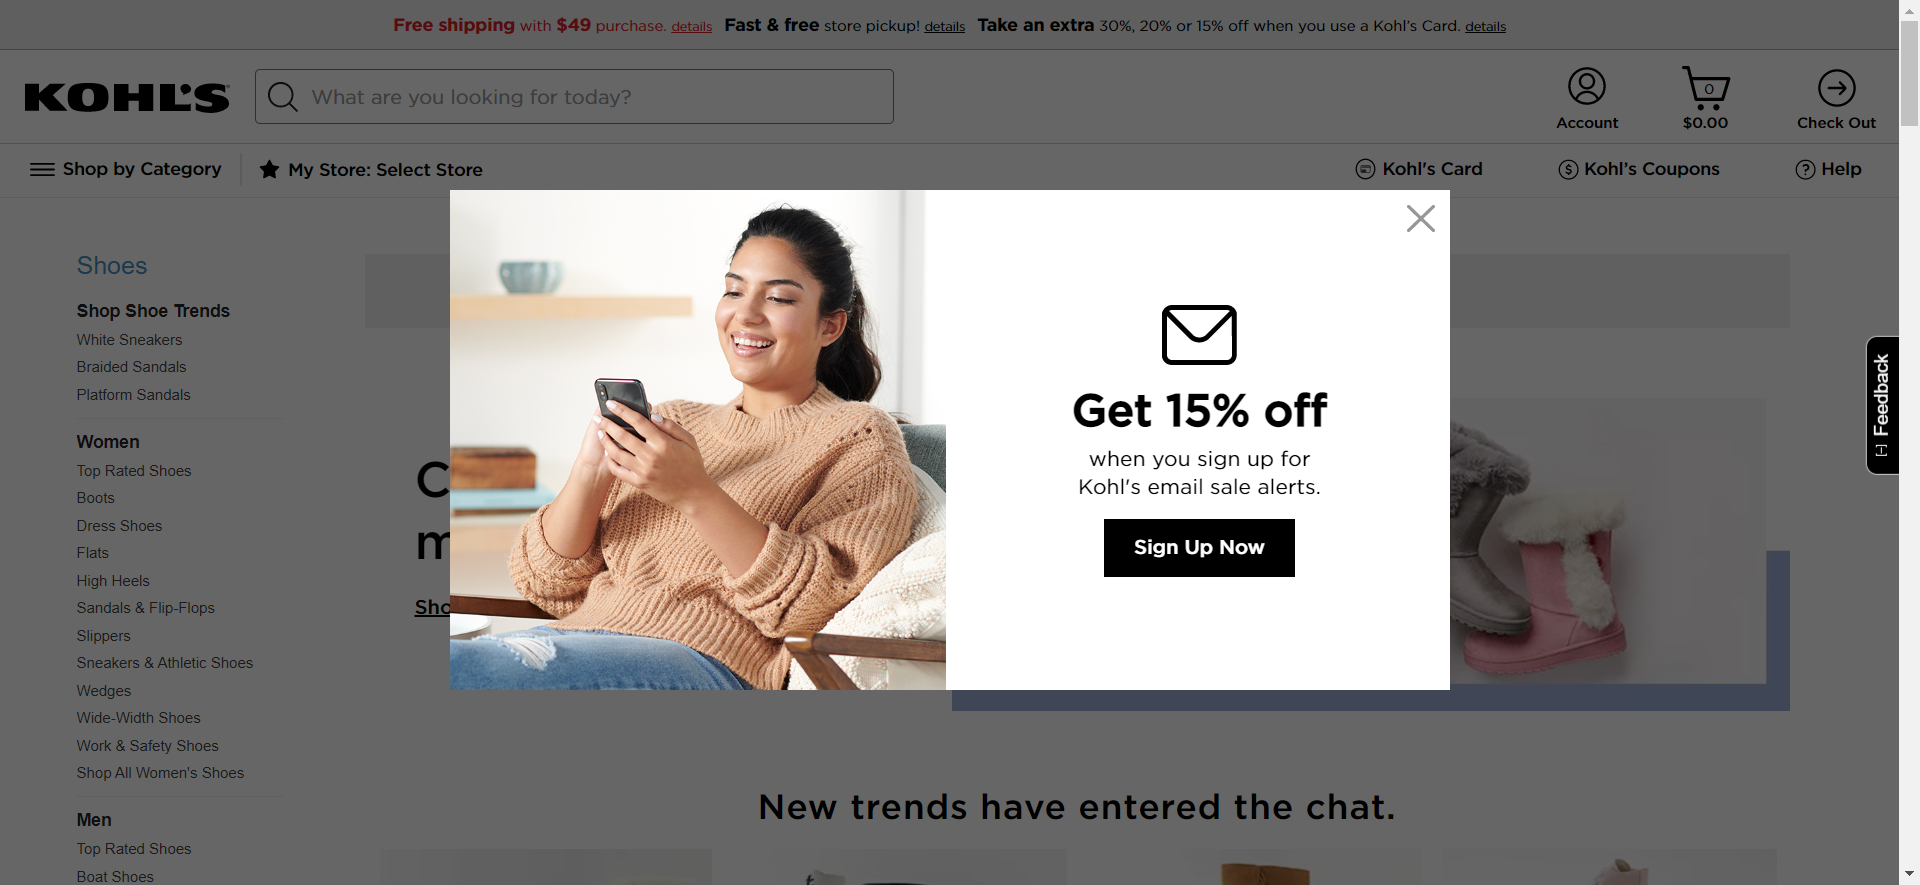 Free shipping with $49 purchase. details Fast & free store pickup! details Take an extra 30%, 20% or 15% off when you use a Kohl's Card. details
KOHL'S
What are you looking for today?
Account
0
$0.00
Check Out
Shop by Category
My Store: Select Store
Kohl's Card
$ Kohl's Coupons
? Help
Shoes
Shop Shoe Trends
White Sneakers
Braided Sandals
Platform Sandals
Women
Top Rated Shoes
Boots
Dress Shoes
Flats
High Heels
Sandals & Flip-Flops
Slippers
Sneakers & Athletic Shoes
Wedges
Wide-Width Shoes
Work & Safety Shoes
Shop All Women's Shoes
Men
Top Rated Shoes
Boat Shoes
Get 15% off
when you sign up for
Kohl's email sale alerts.
Sign Up Now
[-] Feedback
New trends have entered the chat.